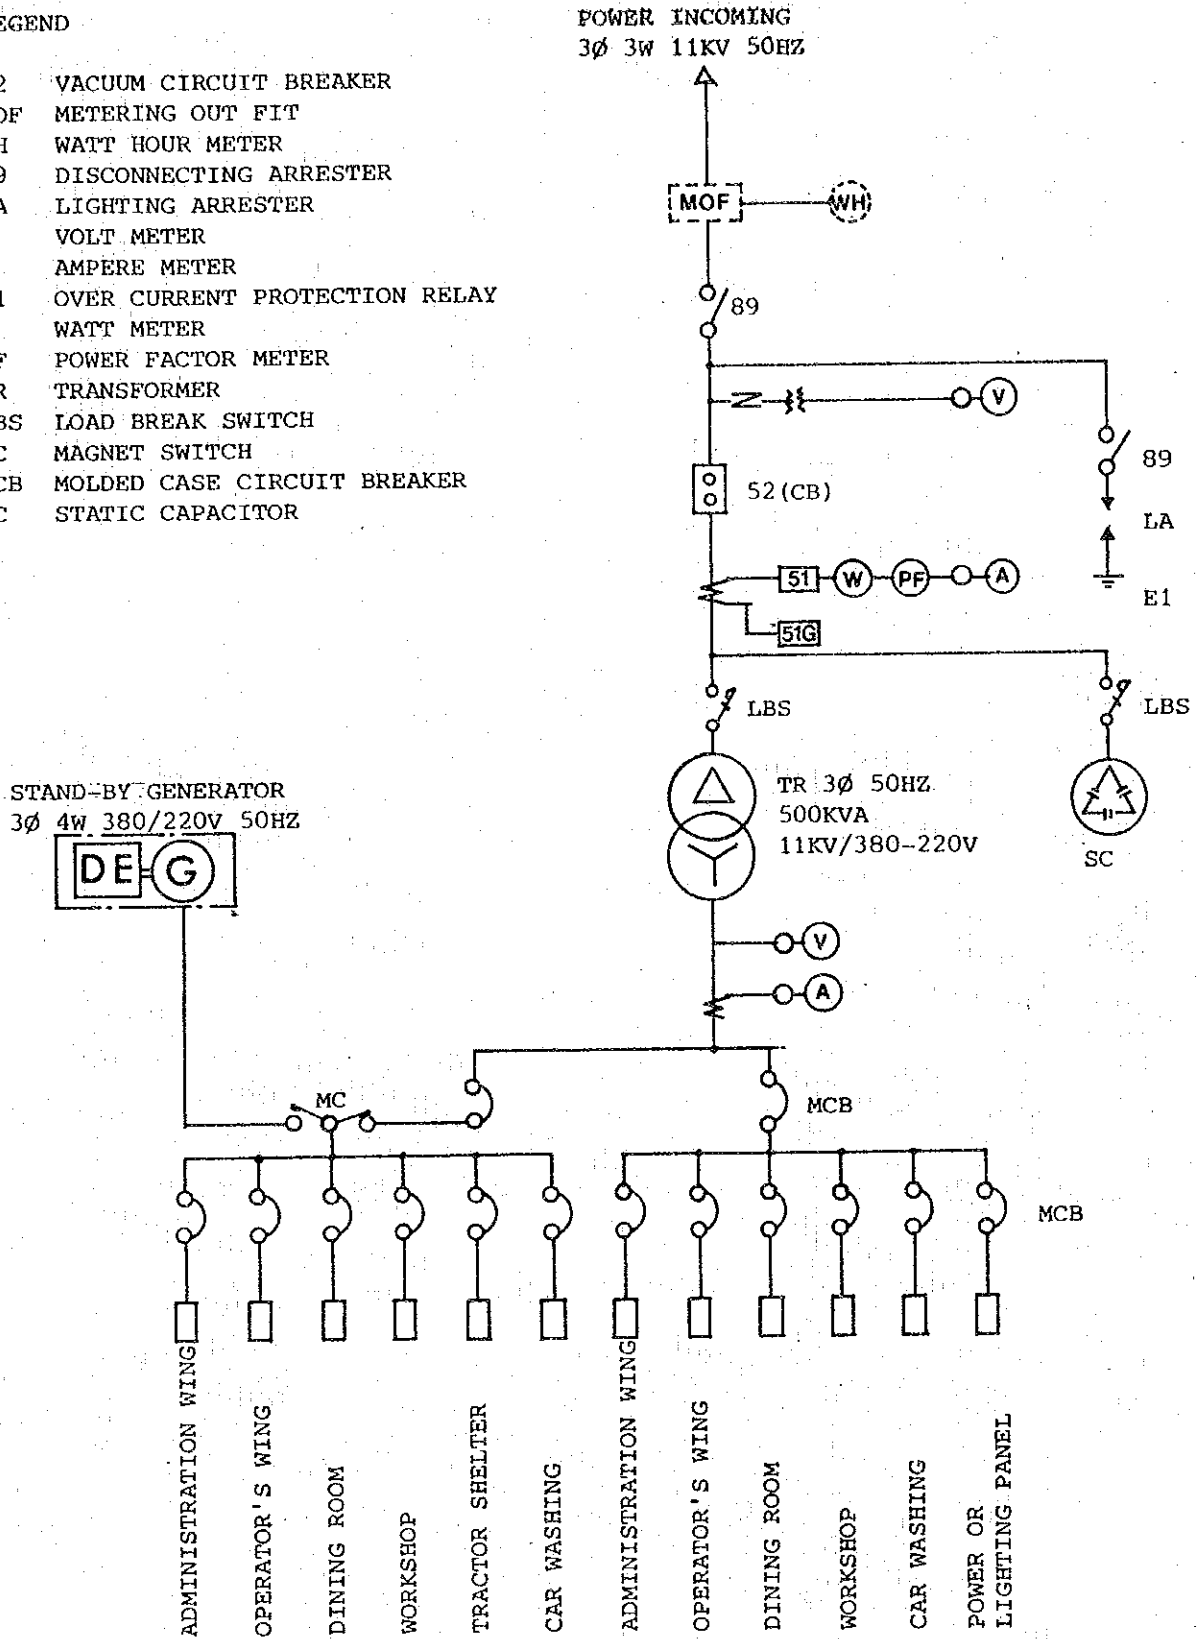 EGEND
2 VACUUM CIRCUIT BREAKER
OF METERING OUT FIT
H WATT HOUR METER
9 DISCONNECTING ARRESTER
A LIGHTING ARRESTER
VOLT METER
AMPERE METER
1 OVER CURRENT PROTECTION RELAY
WATT METER
F POWER FACTOR METER
R TRANSFORMER
BS LOAD BREAK SWITCH
C MAGNET SWITCH
CB MOLDED CASE CIRCUIT BREAKER
C STATIC CAPACITOR
POWER INCOMING
3Ø 3W 11KV 50HZ
MOF WH
89
V
89
52(CB)
LA
51 W PF A
E1
51G
LBS
LBS
TR 3Ø 50HZ
500KVA
11KV/380-220V
SC
STAND-BY GENERATOR
3Ø 4W 380/220V 50HZ
DE G
V
A
MC
MCB
MCB
ADMINISTRATION WING
OPERATOR'S WING
DINING ROOM
WORKSHOP
TRACTOR SHELTER
CAR WASHING
ADMINISTRATION WING
OPERATOR'S WING
DINING ROOM
WORKSHOP
CAR WASHING
POWER OR
LIGHTING PANEL